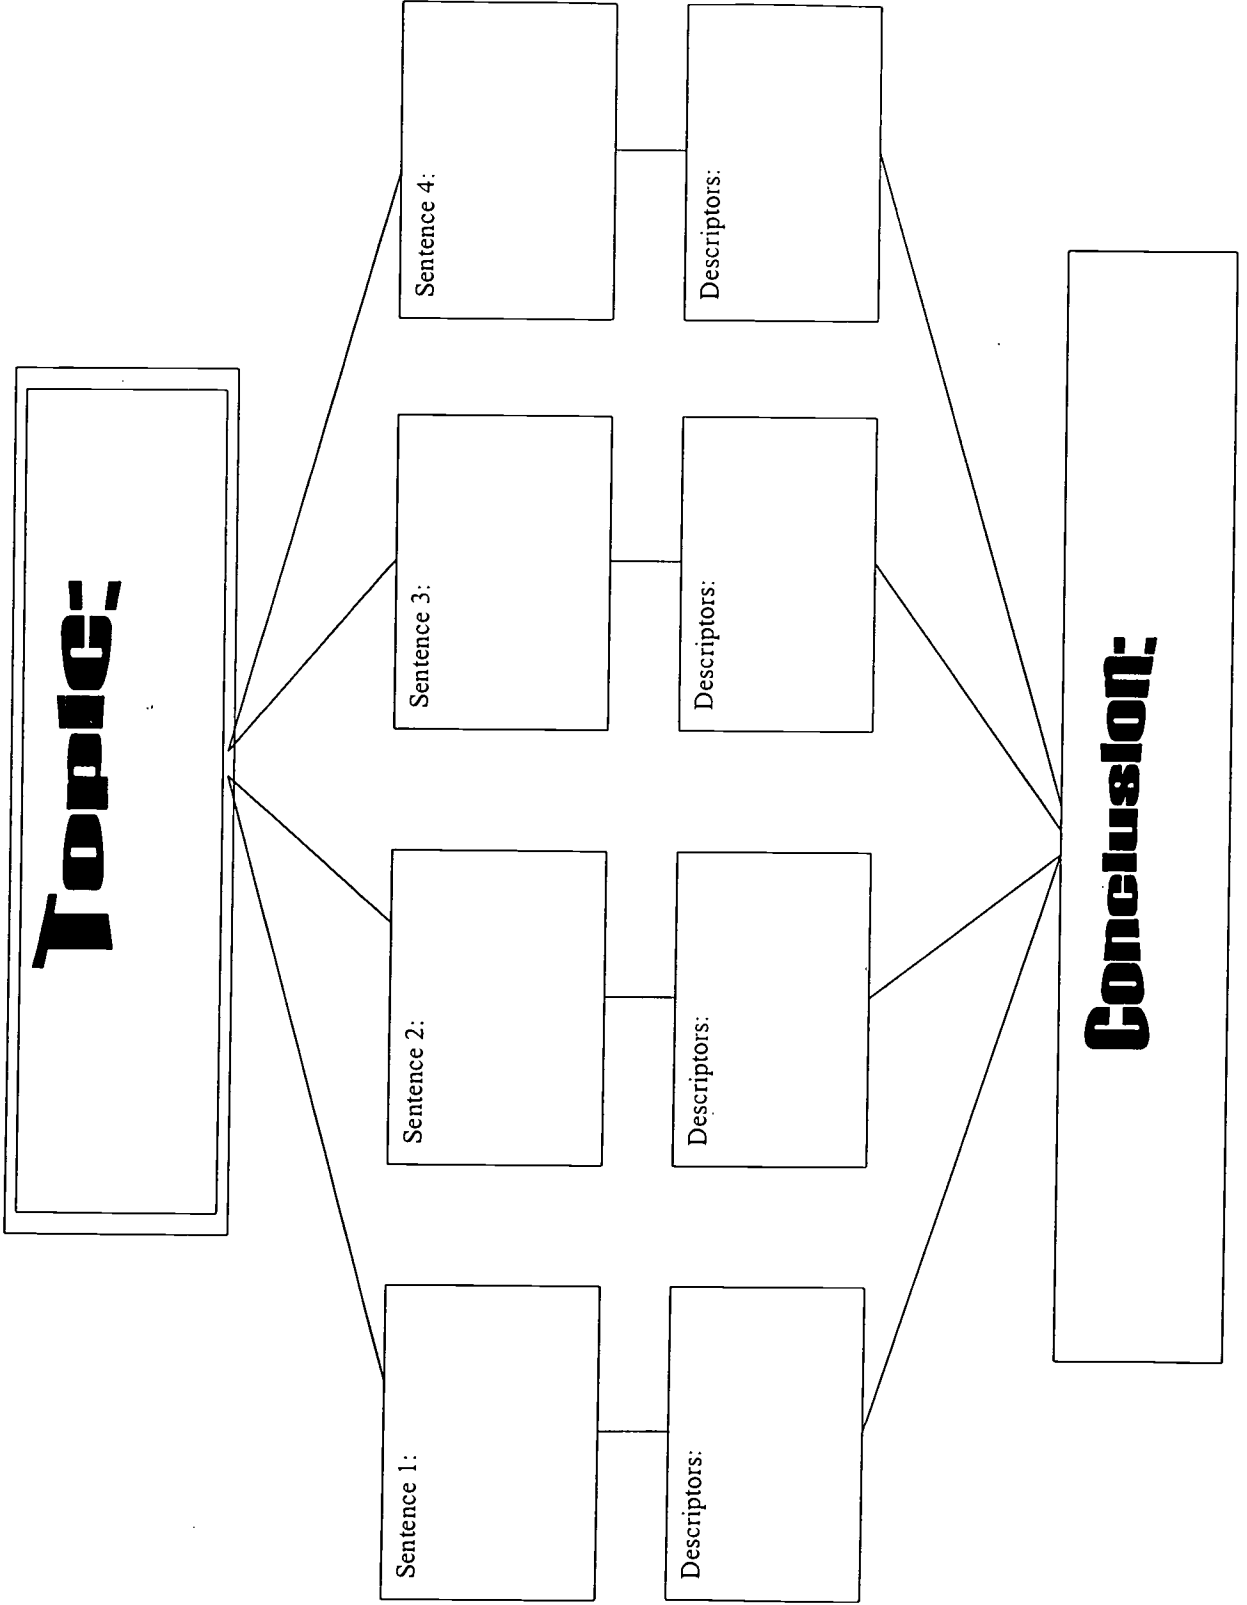 Topic:
Sentence 1:
Sentence 2:
Sentence 3:
Sentence 4:
Descriptors:
Descriptors:
Descriptors:
Descriptors:
Conclusion: